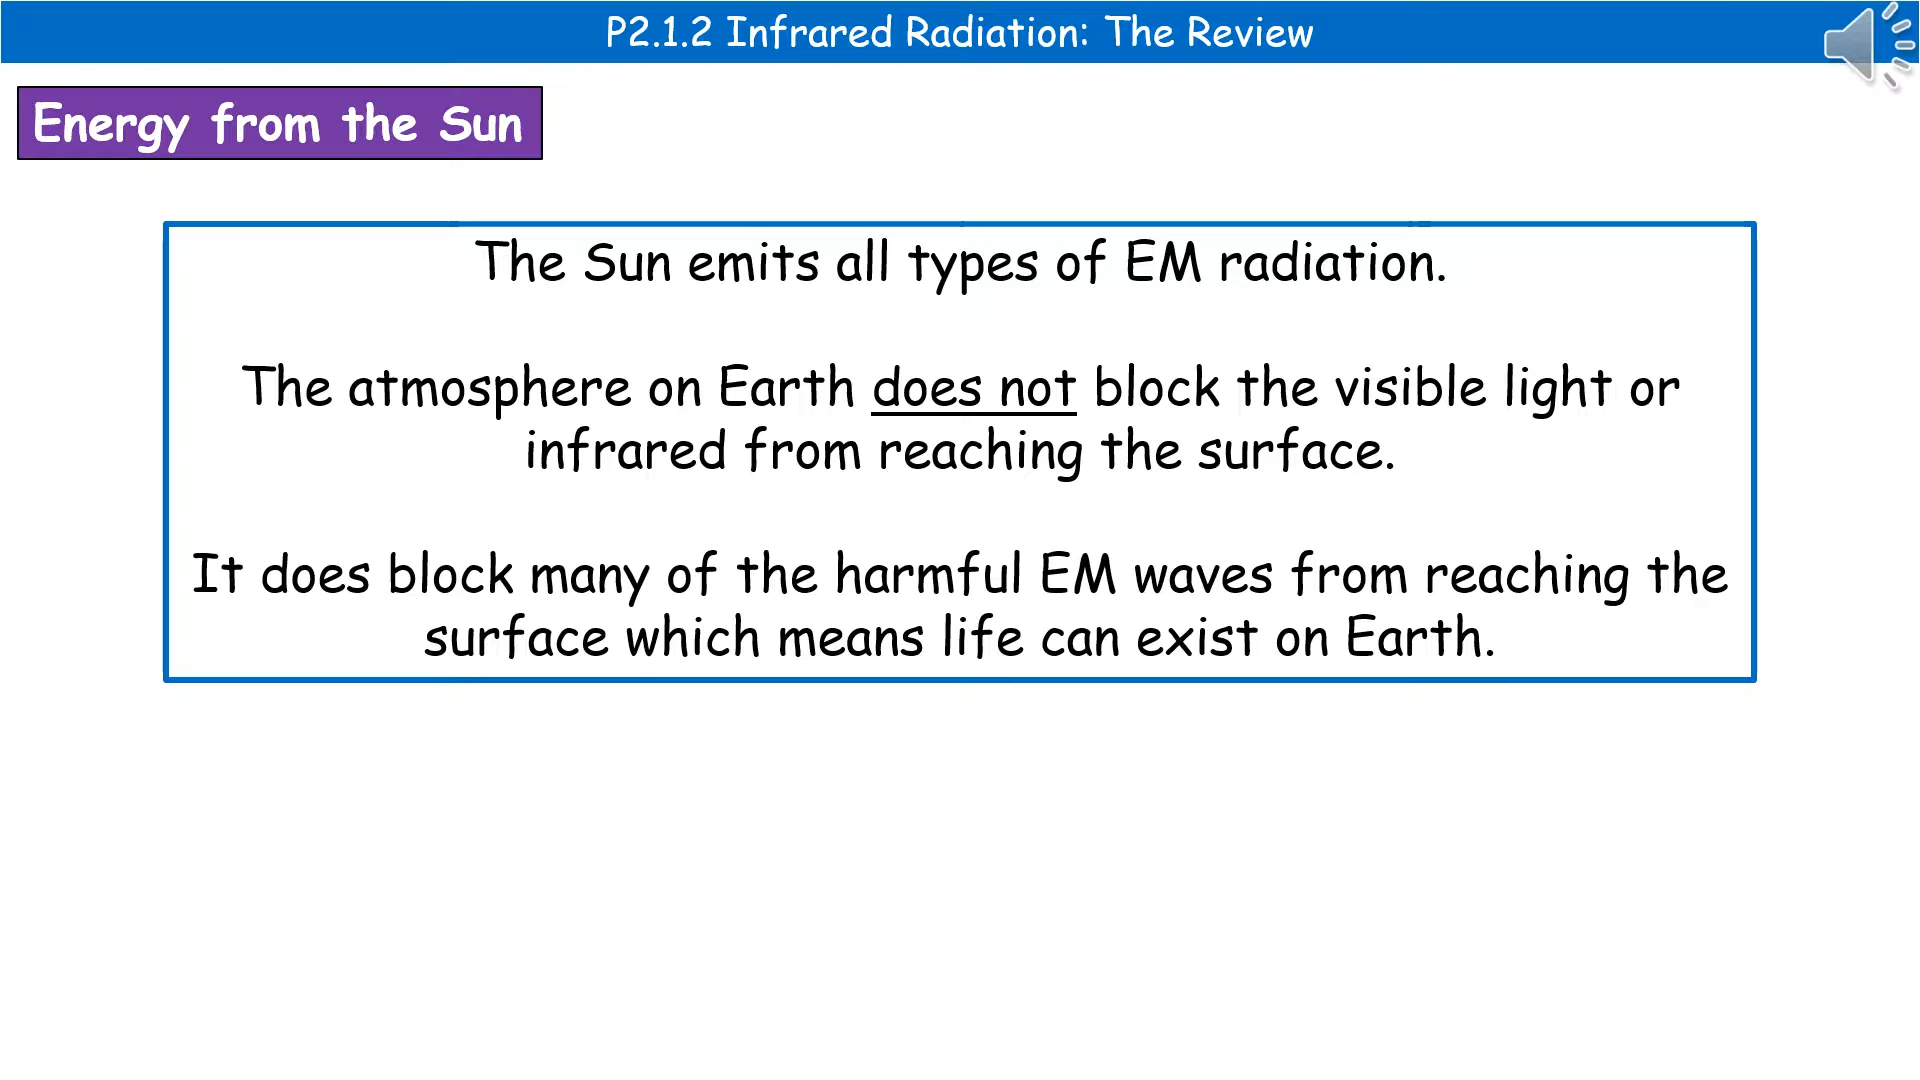 P2.1.2 Infrared Radiation: The Review
Energy from the Sun
The Sun emits all types of EM radiation.
The atmosphere on Earth does not block the visible light or
infrared from reaching the surface.
It does block many of the harmful EM waves from reaching the
surface which means life can exist on Earth.